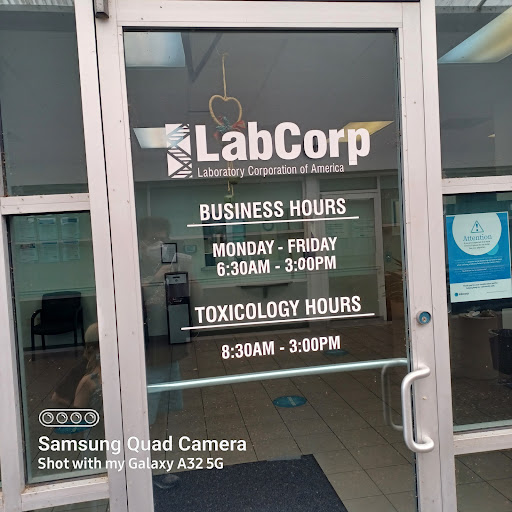 LabCorp
Laboratory Corporation of America
BUSINESS HOURS
MONDAY - FRIDAY
6:30AM - 3:00PM
TOXICOLOGY HOURS
8:30AM - 3:00PM
Attention
Samsung Quad Camera
Shot with my Galaxy A32 5G